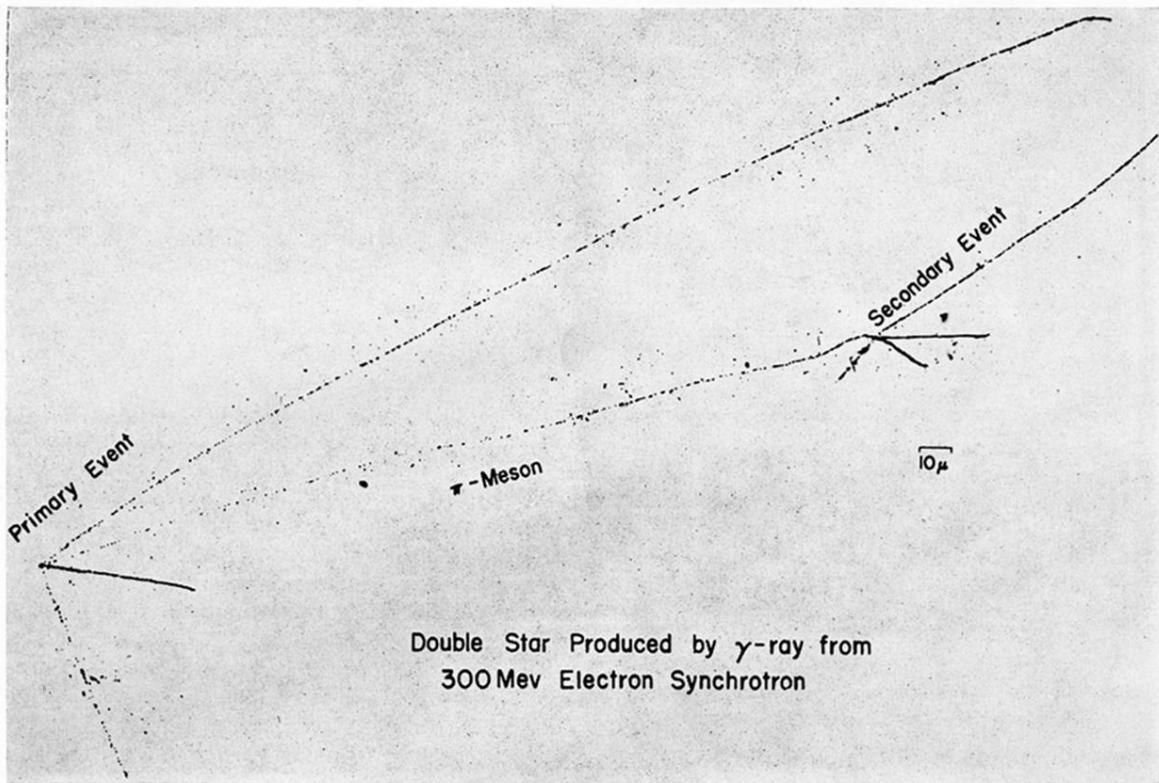 Secondary Event
Primary Event
π-Meson
10μ
Double Star Produced by γ-ray from
300 Mev Electron Synchrotron